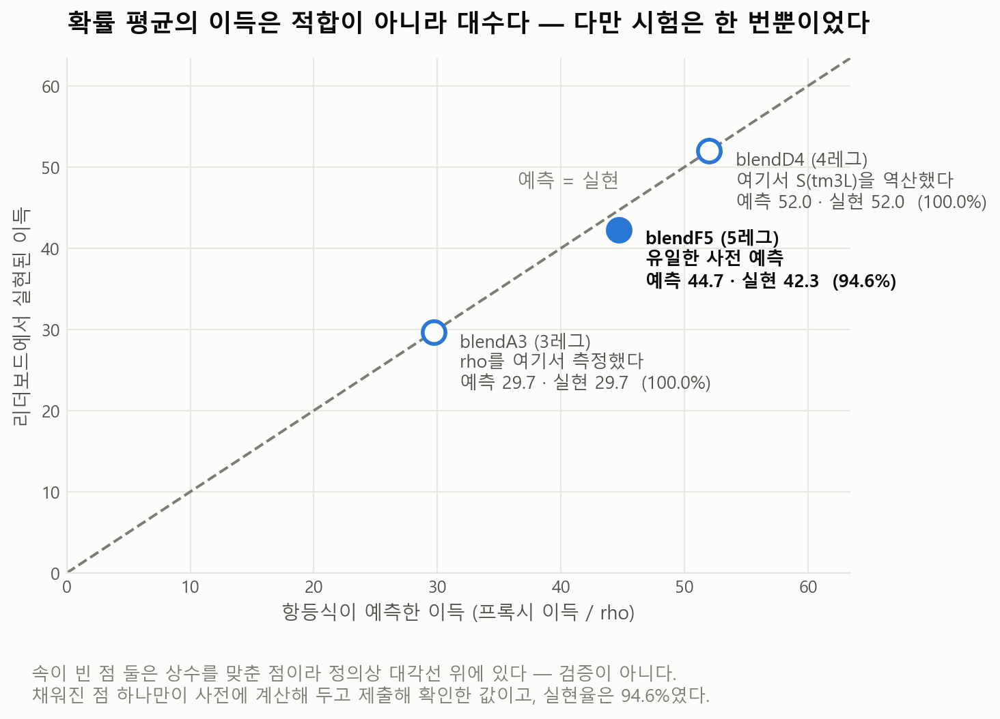 확률 평균의 이득은 적합이 아니라 대수다 — 다만 시험은 한 번뿐이었다
리더보드에서 실현된 이득
60
50
40
30
20
10
0
예측 = 실현
blendD4 (4레그)
여기서 S(tm3L)을 역산했다
예측 52.0 · 실현 52.0 (100.0%)
blendF5 (5레그)
유일한 사전 예측
예측 44.7 · 실현 42.3 (94.6%)
blendA3 (3레그)
rho를 여기서 측정했다
예측 29.7 · 실현 29.7 (100.0%)
0 10 20 30 40 50 60
항등식이 예측한 이득 (프록시 이득 / rho)
속이 빈 점 둘은 상수를 맞춘 점이라 정의상 대각선 위에 있다 — 검증이 아니다.
채워진 점 하나만이 사전에 계산해 두고 제출해 확인한 값이고, 실현율은 94.6%였다.